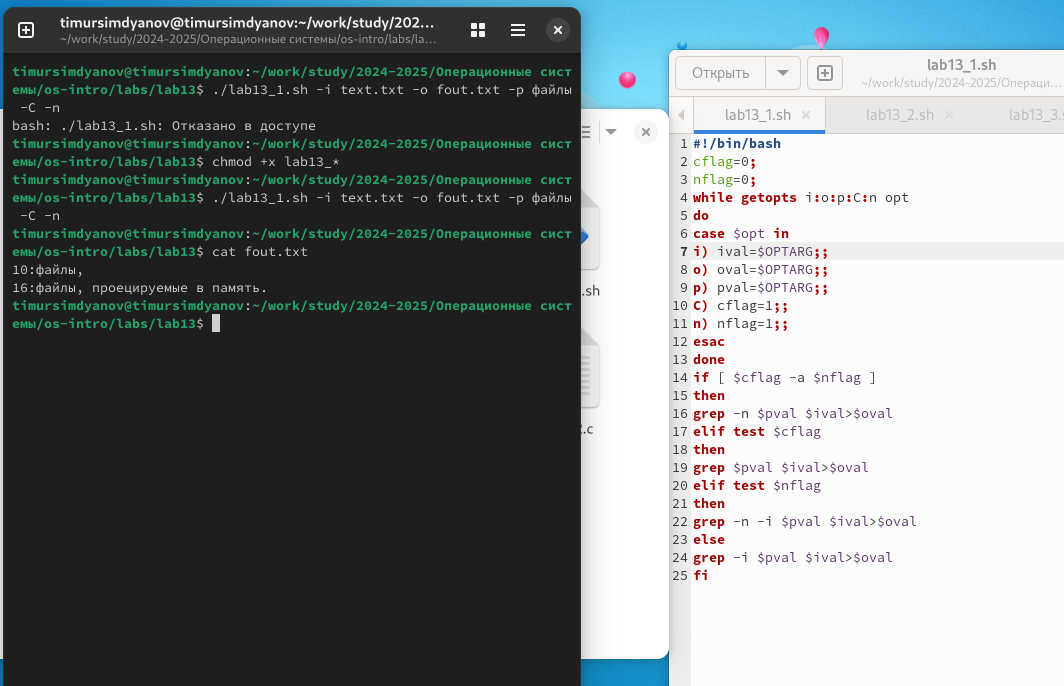 timursimdyanov@timursimdyanov:~/work/study/202...
~/work/study/2024-2025/Операционные системы/os-intro/labs/la...
timursimdyanov@timursimdyanov:~/work/study/2024-2025/Операционные сист
емы/os-intro/labs/lab13$ ./lab13_1.sh -i text.txt -o fout.txt -p файлы
-C -n
bash: ./lab13_1.sh: Отказано в доступе
timursimdyanov@timursimdyanov:~/work/study/2024-2025/Операционные сист
емы/os-intro/labs/lab13$ chmod +x lab13_*
timursimdyanov@timursimdyanov:~/work/study/2024-2025/Операционные сист
емы/os-intro/labs/lab13$ ./lab13_1.sh -i text.txt -o fout.txt -p файлы
-C -n
timursimdyanov@timursimdyanov:~/work/study/2024-2025/Операционные сист
емы/os-intro/labs/lab13$ cat fout.txt
10:файлы,
16:файлы, проецируемые в память.
timursimdyanov@timursimdyanov:~/work/study/2024-2025/Операционные сист
емы/os-intro/labs/lab13$
.sh
.c
Открыть
lab13_1.sh
~/work/study/2024-2025/Операци...
lab13_1.sh
lab13_2.sh
lab13_3.s
1 #!/bin/bash
2 cflag=0;
3 nflag=0;
4 while getopts i:o:p:C:n opt
5 do
6 case $opt in
7 i) ival=$OPTARG;;
8 o) oval=$OPTARG;;
9 p) pval=$OPTARG;;
10 C) cflag=1;;
11 n) nflag=1;;
12 esac
13 done
14 if [ $cflag -a $nflag ]
15 then
16 grep -n $pval $ival>$oval
17 elif test $cflag
18 then
19 grep $pval $ival>$oval
20 elif test $nflag
21 then
22 grep -n -i $pval $ival>$oval
23 else
24 grep -i $pval $ival>$oval
25 fi